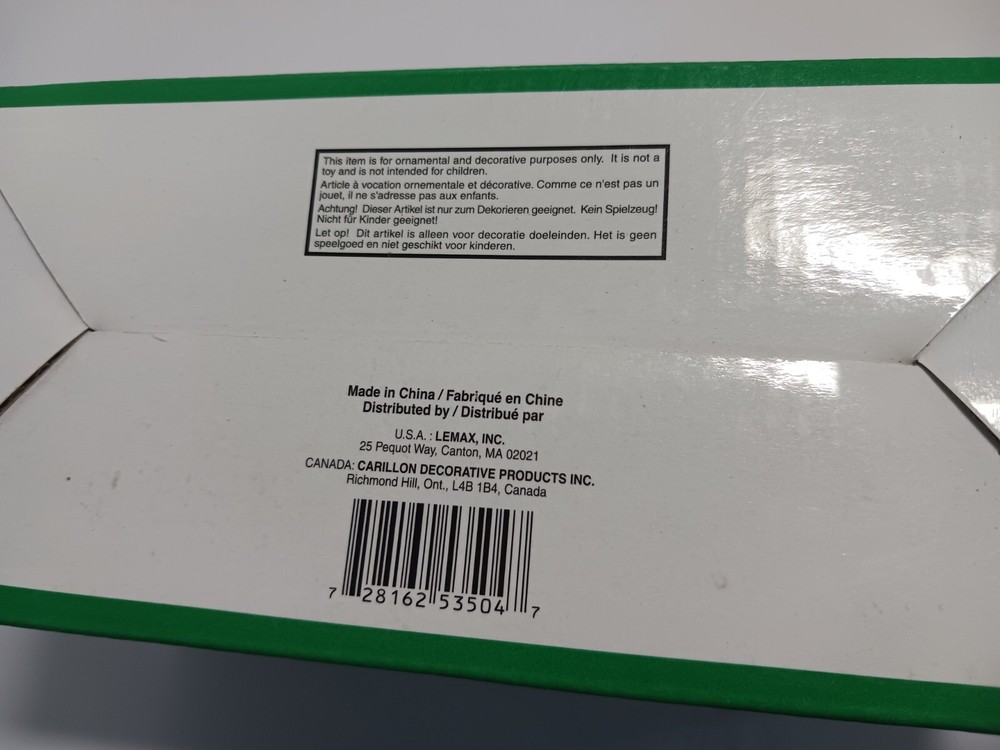 This item is for ornamental and decorative purposes only. It is not a
toy and is not intended for children.
Article à vocation ornementale et décorative. Comme ce n'est pas un
jouet, il ne s'adresse pas aux enfants.
Achtung! Dieser Artikel ist nur zum Dekorieren geeignet. Kein Spielzeug!
Nicht für Kinder geeignet!
Let op! Dit artikel is alleen voor decoratie doeleinden. Het is geen
speelgoed en niet geschikt voor kinderen.
Made in China / Fabriqué en Chine
Distributed by / Distribué par
U.S.A. : LEMAX, INC.
25 Pequot Way, Canton, MA 02021
CANADA: CARILLON DECORATIVE PRODUCTS INC.
Richmond Hill, Ont., L4B 1B4, Canada
7 28162 53504 7